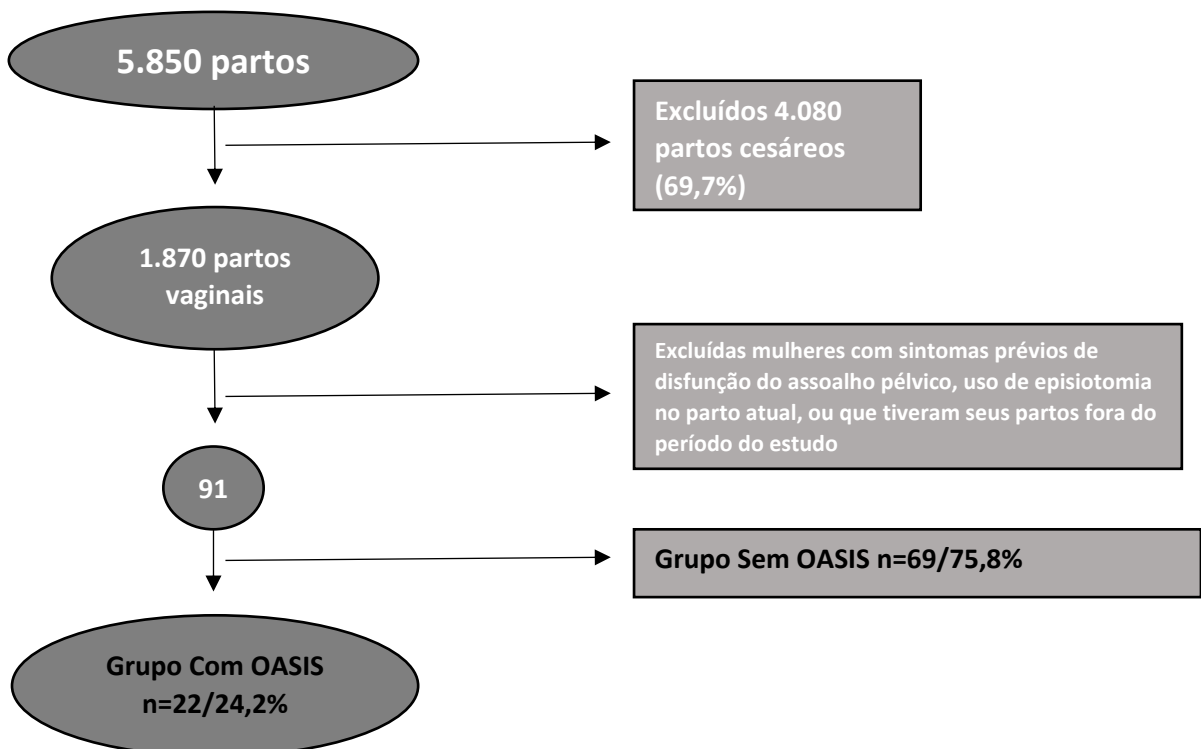 5.850 partos
Excluídos 4.080
partos cesáreos
(69,7%)
1.870 partos
vaginais
Excluídas mulheres com sintomas prévios de
disfunção do assoalho pélvico, uso de episiotomia
no parto atual, ou que tiveram seus partos fora do
período do estudo
91
Grupo Sem OASIS n=69/75,8%
Grupo Com OASIS
n=22/24,2%